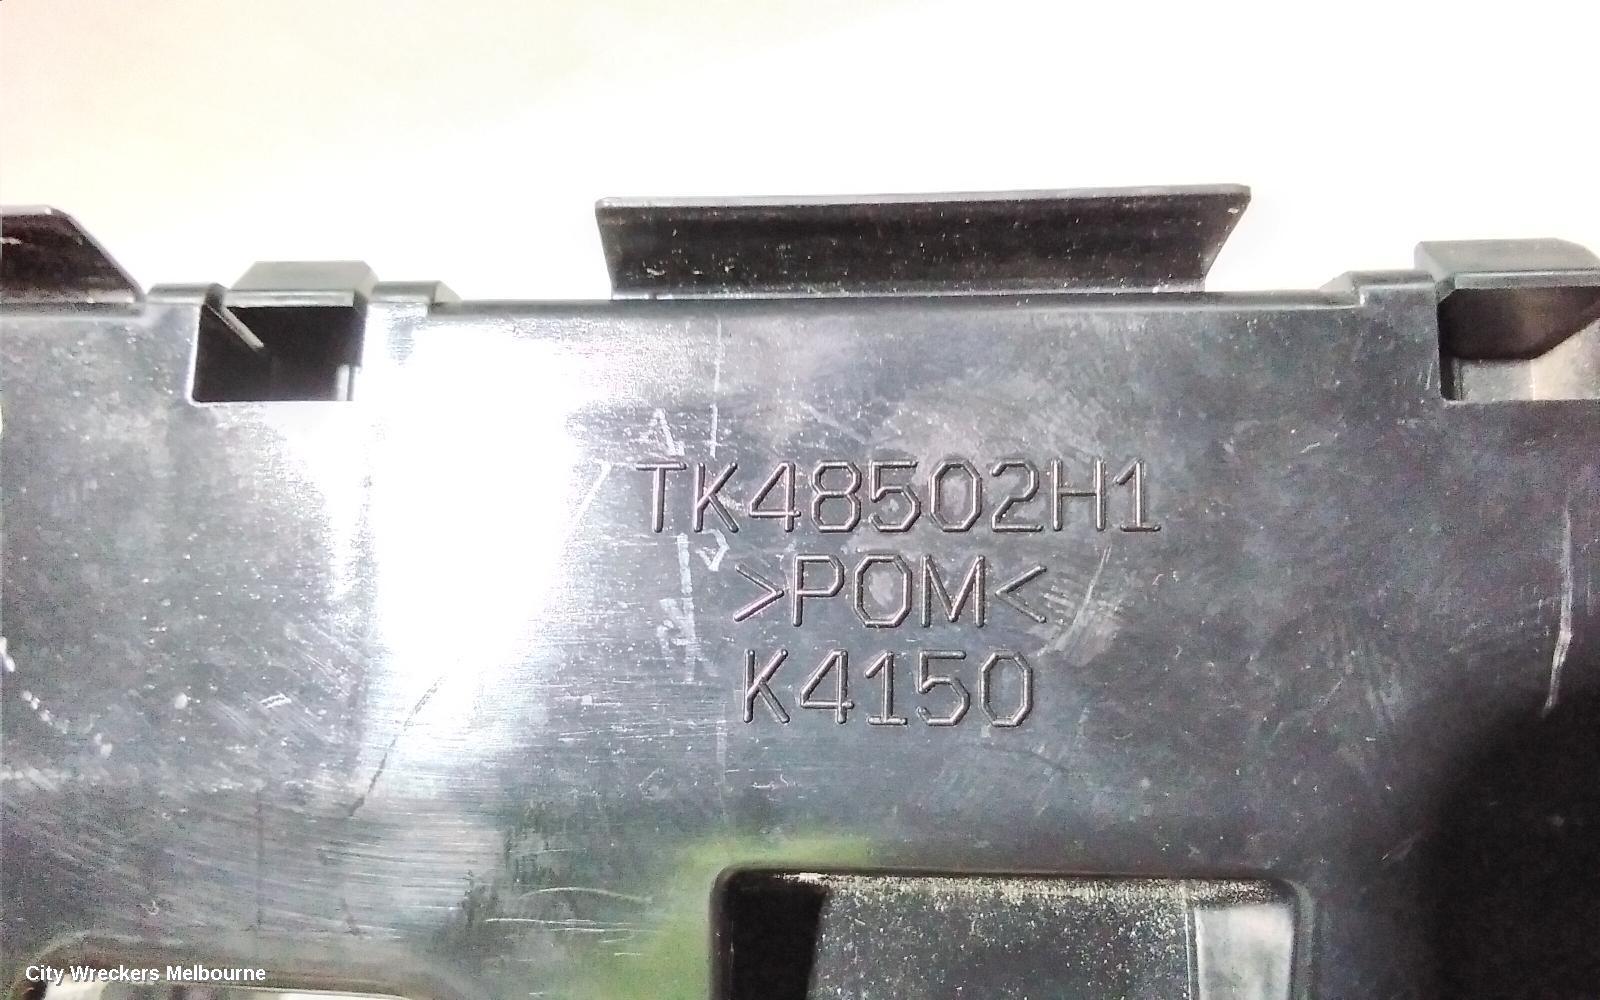 TK48502H1
>POM<
K4150
City Wreckers Melbourne